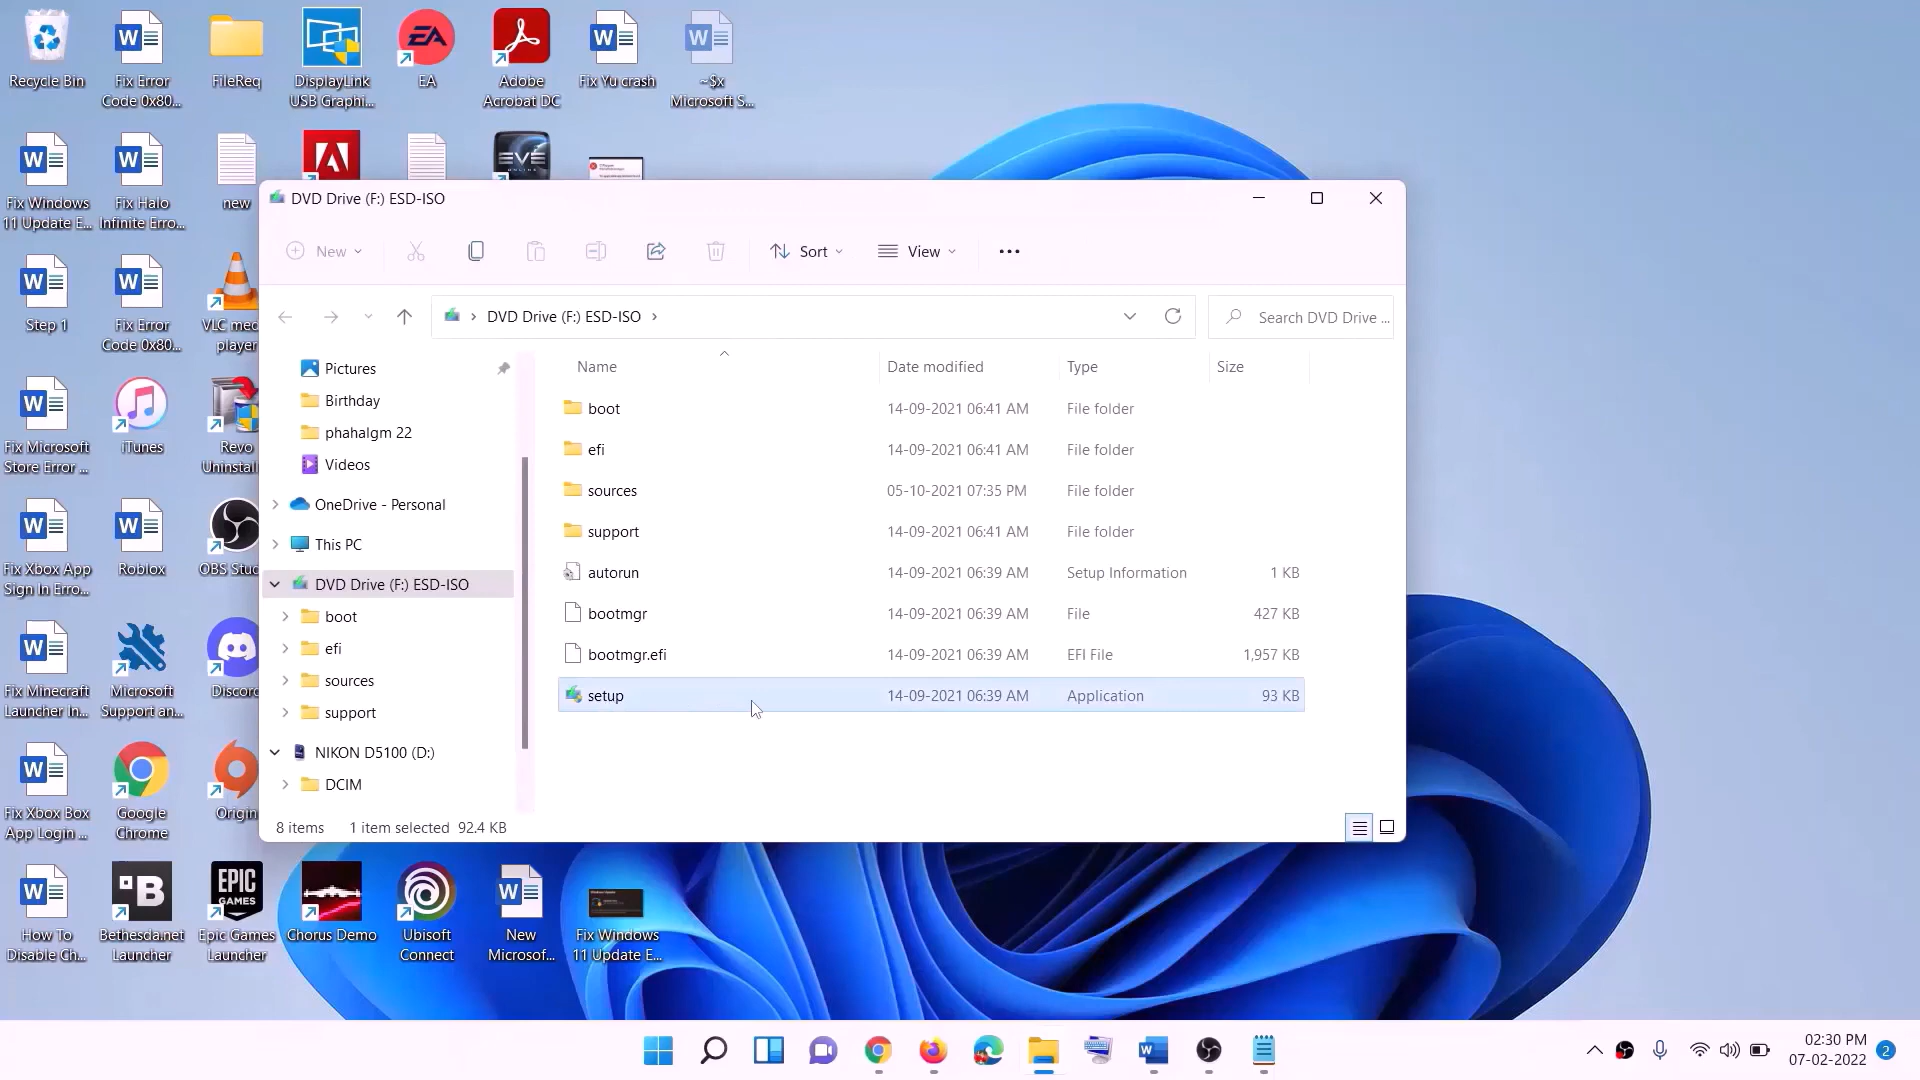 Recycle Bin
Fix Error
Code 0x80...
FileReq
DisplayLink
USB Graphi...
EA
EA
Adobe
Acrobat DC
Fix Yu crash
~$x
Microsoft S...
Fix Windows
11 Update E...
Fix Halo
Infinite Erro...
new
EVE
ONLINE
Step 1
Fix Error
Code 0x80...
VLC med
player
Fix Microsoft
Store Error ...
iTunes
Revo
Uninstall
Fix Xbox App
Sign In Erro...
Roblox
OBS Stud
Fix Minecraft
Launcher In...
Microsoft
Support an...
Discord
Fix Xbox Box
App Login ...
Google
Chrome
Origin
How To
Disable Ch...
Bethesda.net
Launcher
EPIC
GAMES
Epic Games
Launcher
Chorus Demo
Ubisoft
Connect
New
Microsof...
Fix Windows
11 Update E...
DVD Drive (F:) ESD-ISO
New
Sort
View
DVD Drive (F:) ESD-ISO
Search DVD Drive ...
Pictures
Birthday
phahalgm 22
Videos
OneDrive - Personal
This PC
DVD Drive (F:) ESD-ISO
boot
efi
sources
support
NIKON D5100 (D:)
DCIM
Name Date modified Type Size
boot 14-09-2021 06:41 AM File folder
efi 14-09-2021 06:41 AM File folder
sources 05-10-2021 07:35 PM File folder
support 14-09-2021 06:41 AM File folder
autorun 14-09-2021 06:39 AM Setup Information 1 KB
bootmgr 14-09-2021 06:39 AM File 427 KB
bootmgr.efi 14-09-2021 06:39 AM EFI File 1,957 KB
setup 14-09-2021 06:39 AM Application 93 KB
8 items 1 item selected 92.4 KB
02:30 PM
07-02-2022
2